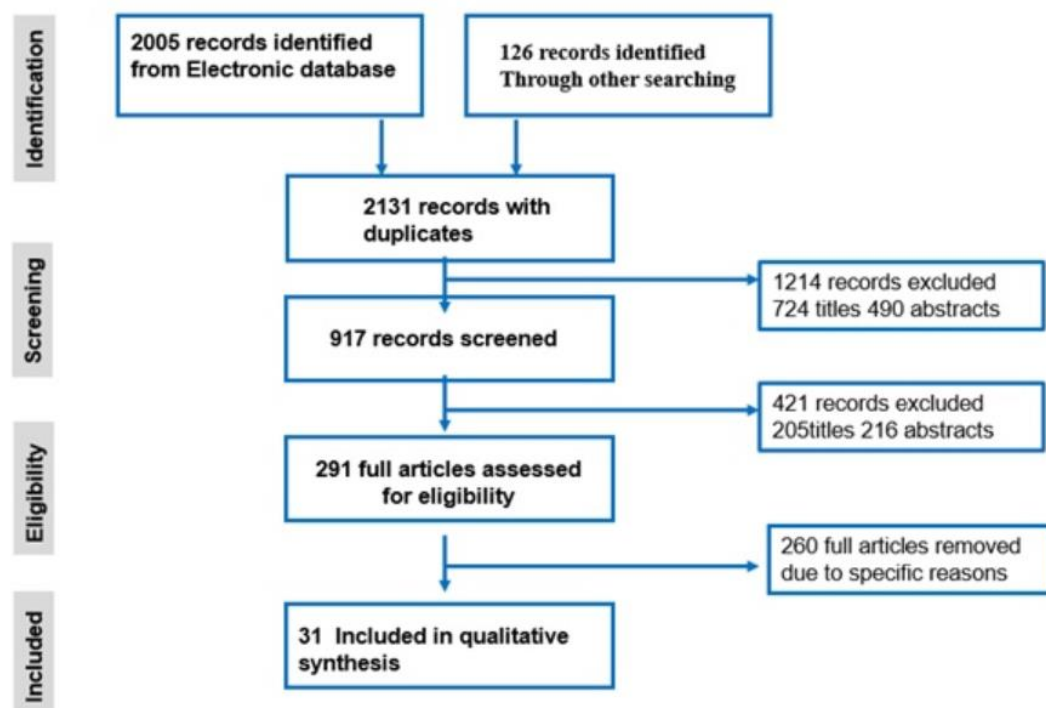 Identification
2005 records identified
from Electronic database
126 records identified
Through other searching
2131 records with
duplicates
Screening
1214 records excluded
724 titles 490 abstracts
917 records screened
421 records excluded
205titles 216 abstracts
Eligibility
291 full articles assessed
for eligibility
260 full articles removed
due to specific reasons
Included
31 Included in qualitative
synthesis